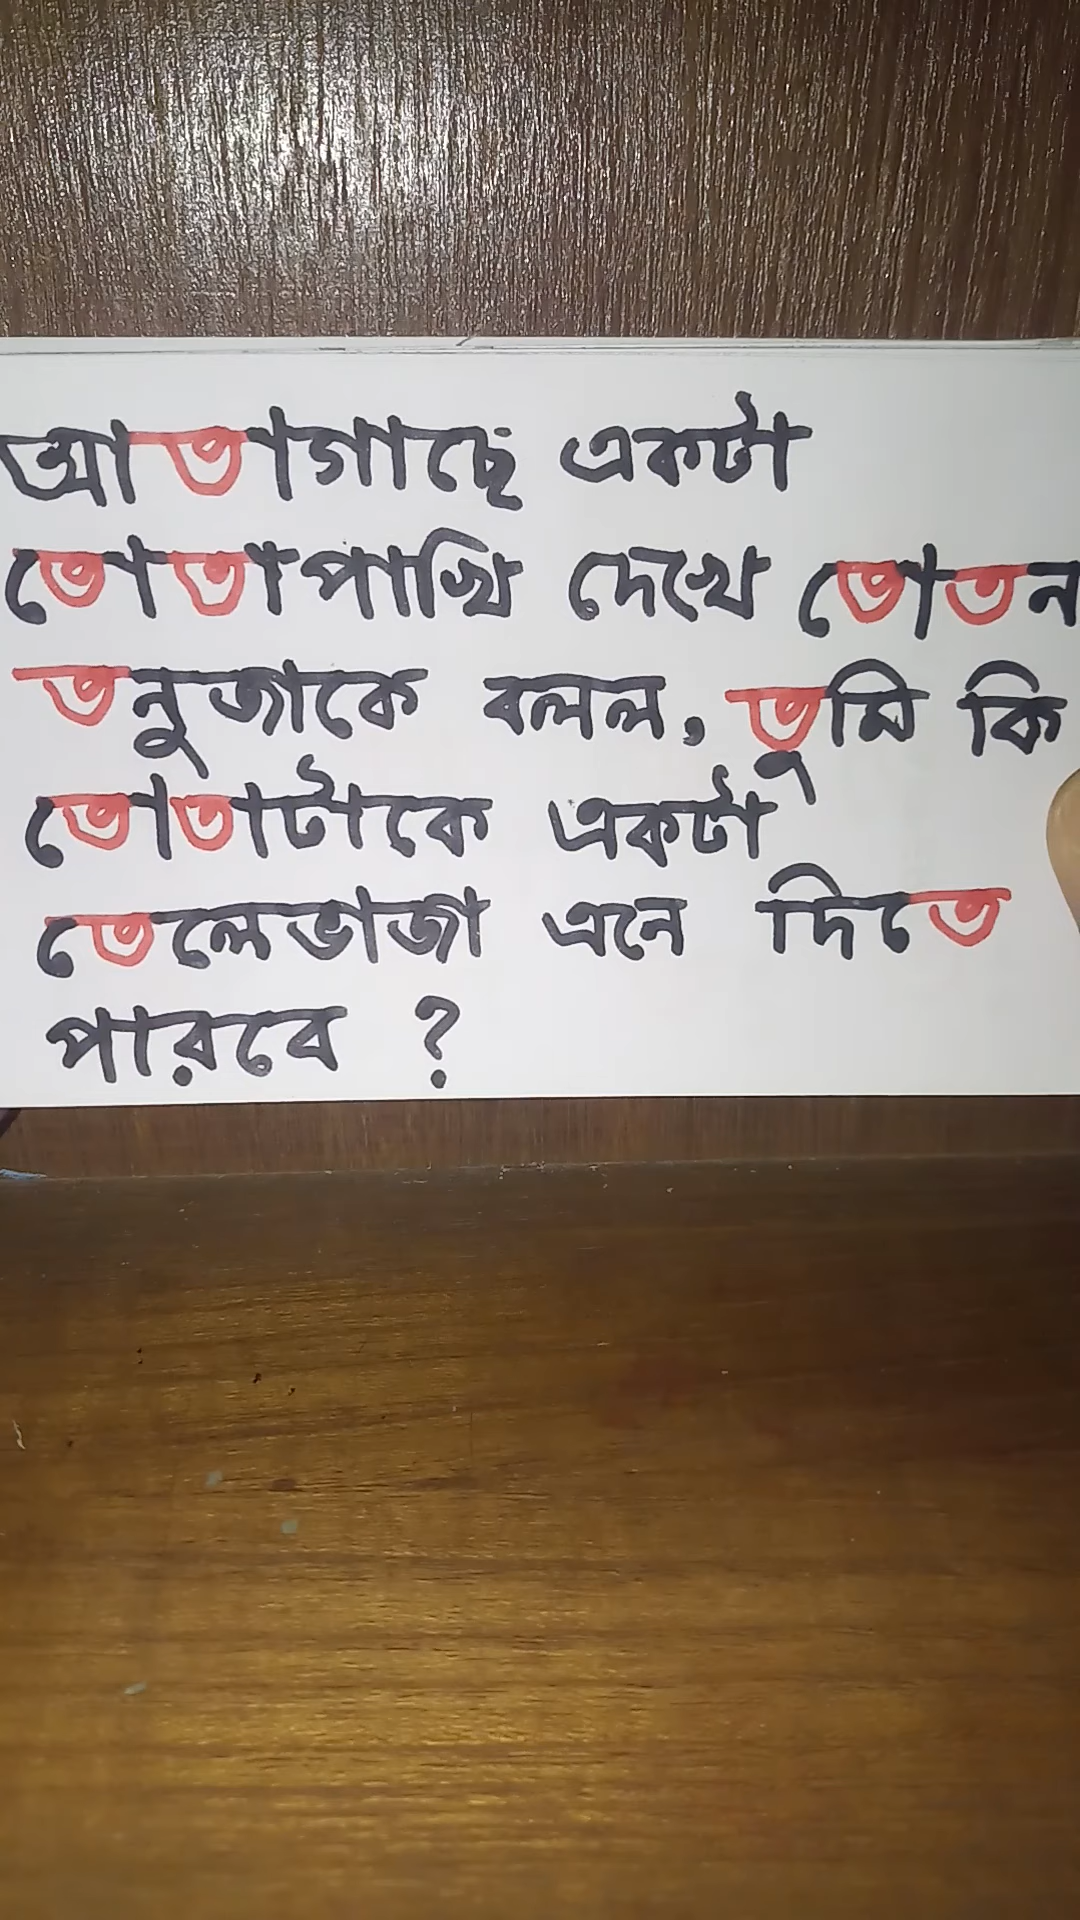 আতাগাছে একটা
তোতাপাখি দেখে তোতন
তনুজাকে বলল, তুমি কি
তোতাটাকে একটা
তেলেভাজা এনে দিতে
পারবে ?